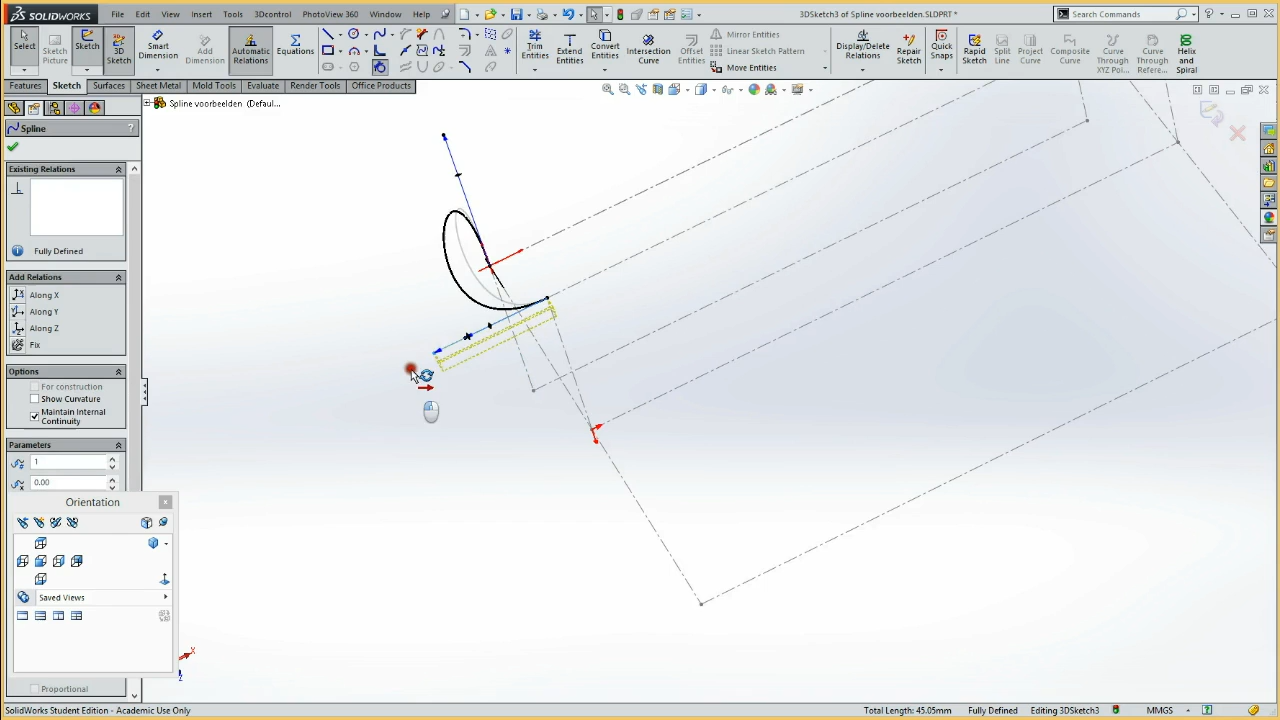 SOLIDWORKS
File
Edit
View
Insert
Tools
3Dcontrol
PhotoView 360
Window
Help
3DSketch3 of Spline voorbeelden.SLDPRT *
Search Commands
Select
Sketch Picture
Sketch
3D Sketch
Smart Dimension
Add Dimension
Automatic Relations
Equations
Trim Entities
Extend Entities
Convert Entities
Intersection Curve
Offset Entities
Mirror Entities
Linear Sketch Pattern
Move Entities
Display/Delete Relations
Repair Sketch
Quick Snaps
Rapid Sketch
Split Line
Project Curve
Composite Curve
Curve Through XYZ Poi...
Curve Through Refere...
Helix and Spiral
Features
Sketch
Surfaces
Sheet Metal
Mold Tools
Evaluate
Render Tools
Office Products
Spline voorbeelden (Defaul...
Spline
?
Existing Relations
Fully Defined
Add Relations
Along X
Along Y
Along Z
Fix
Options
For construction
Show Curvature
Maintain Internal Continuity
Parameters
1
0.00
Orientation
Saved Views
Proportional
X
Z
SolidWorks Student Edition - Academic Use Only
Total Length: 45.05mm
Fully Defined
Editing 3DSketch3
MMGS